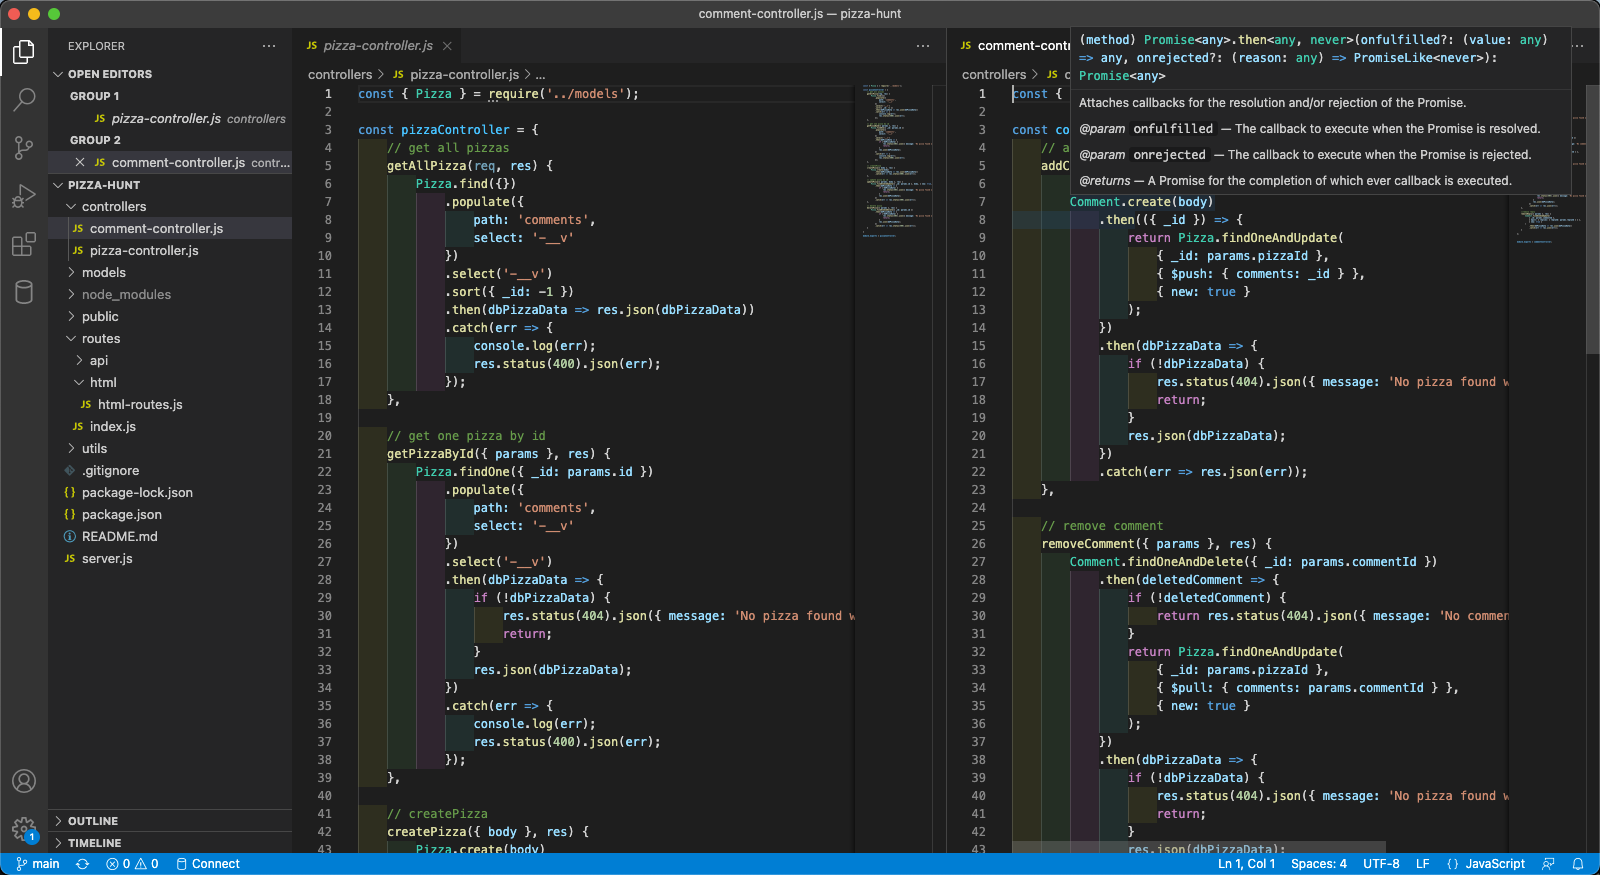 comment-controller.js — pizza-hunt
EXPLORER
OPEN EDITORS
GROUP 1
JS pizza-controller.js controllers
GROUP 2
JS comment-controller.js contr...
PIZZA-HUNT
controllers
JS comment-controller.js
JS pizza-controller.js
models
node_modules
public
routes
api
html
JS html-routes.js
JS index.js
utils
.gitignore
{} package-lock.json
{} package.json
README.md
JS server.js
OUTLINE
TIMELINE
1
JS pizza-controller.js
controllers > JS pizza-controller.js > ...
1 const { Pizza } = require('../models');
2
3 const pizzaController = {
4 // get all pizzas
5 getAllPizza(req, res) {
6 Pizza.find({})
7 .populate({
8 path: 'comments',
9 select: '-__v'
10 })
11 .select('-__v')
12 .sort({ _id: -1 })
13 .then(dbPizzaData => res.json(dbPizzaData))
14 .catch(err => {
15 console.log(err);
16 res.status(400).json(err);
17 });
18 },
19
20 // get one pizza by id
21 getPizzaById({ params }, res) {
22 Pizza.findOne({ _id: params.id })
23 .populate({
24 path: 'comments',
25 select: '-__v'
26 })
27 .select('-__v')
28 .then(dbPizzaData => {
29 if (!dbPizzaData) {
30 res.status(404).json({ message: 'No pizza found w
31 return;
32 }
33 res.json(dbPizzaData);
34 })
35 .catch(err => {
36 console.log(err);
37 res.status(400).json(err);
38 });
39 },
40
41 // createPizza
42 createPizza({ body }, res) {
43 Pizza.create(body)
JS comment-contr
controllers > JS c
(method) Promise<any>.then<any, never>(onfulfilled?: (value: any)
=> any, onrejected?: (reason: any) => PromiseLike<never>):
Promise<any>
Attaches callbacks for the resolution and/or rejection of the Promise.
@param onfulfilled — The callback to execute when the Promise is resolved.
@param onrejected — The callback to execute when the Promise is rejected.
@returns — A Promise for the completion of which ever callback is executed.
1 const {
2
3 const co
4 // a
5 addC
6
7 Comment.create(body)
8 .then(({ _id }) => {
9 return Pizza.findOneAndUpdate(
10 { _id: params.pizzaId },
11 { $push: { comments: _id } },
12 { new: true }
13 );
14 })
15 .then(dbPizzaData => {
16 if (!dbPizzaData) {
17 res.status(404).json({ message: 'No pizza found w
18 return;
19 }
20 res.json(dbPizzaData);
21 })
22 .catch(err => res.json(err));
23 },
24
25 // remove comment
26 removeComment({ params }, res) {
27 Comment.findOneAndDelete({ _id: params.commentId })
28 .then(deletedComment => {
29 if (!deletedComment) {
30 return res.status(404).json({ message: 'No commen
31 }
32 return Pizza.findOneAndUpdate(
33 { _id: params.pizzaId },
34 { $pull: { comments: params.commentId } },
35 { new: true }
36 );
37 })
38 .then(dbPizzaData => {
39 if (!dbPizzaData) {
40 res.status(404).json({ message: 'No pizza found w
41 return;
42 }
43 res.json(dbPizzaData);
main 0 0 Connect Ln 1, Col 1 Spaces: 4 UTF-8 LF {} JavaScript